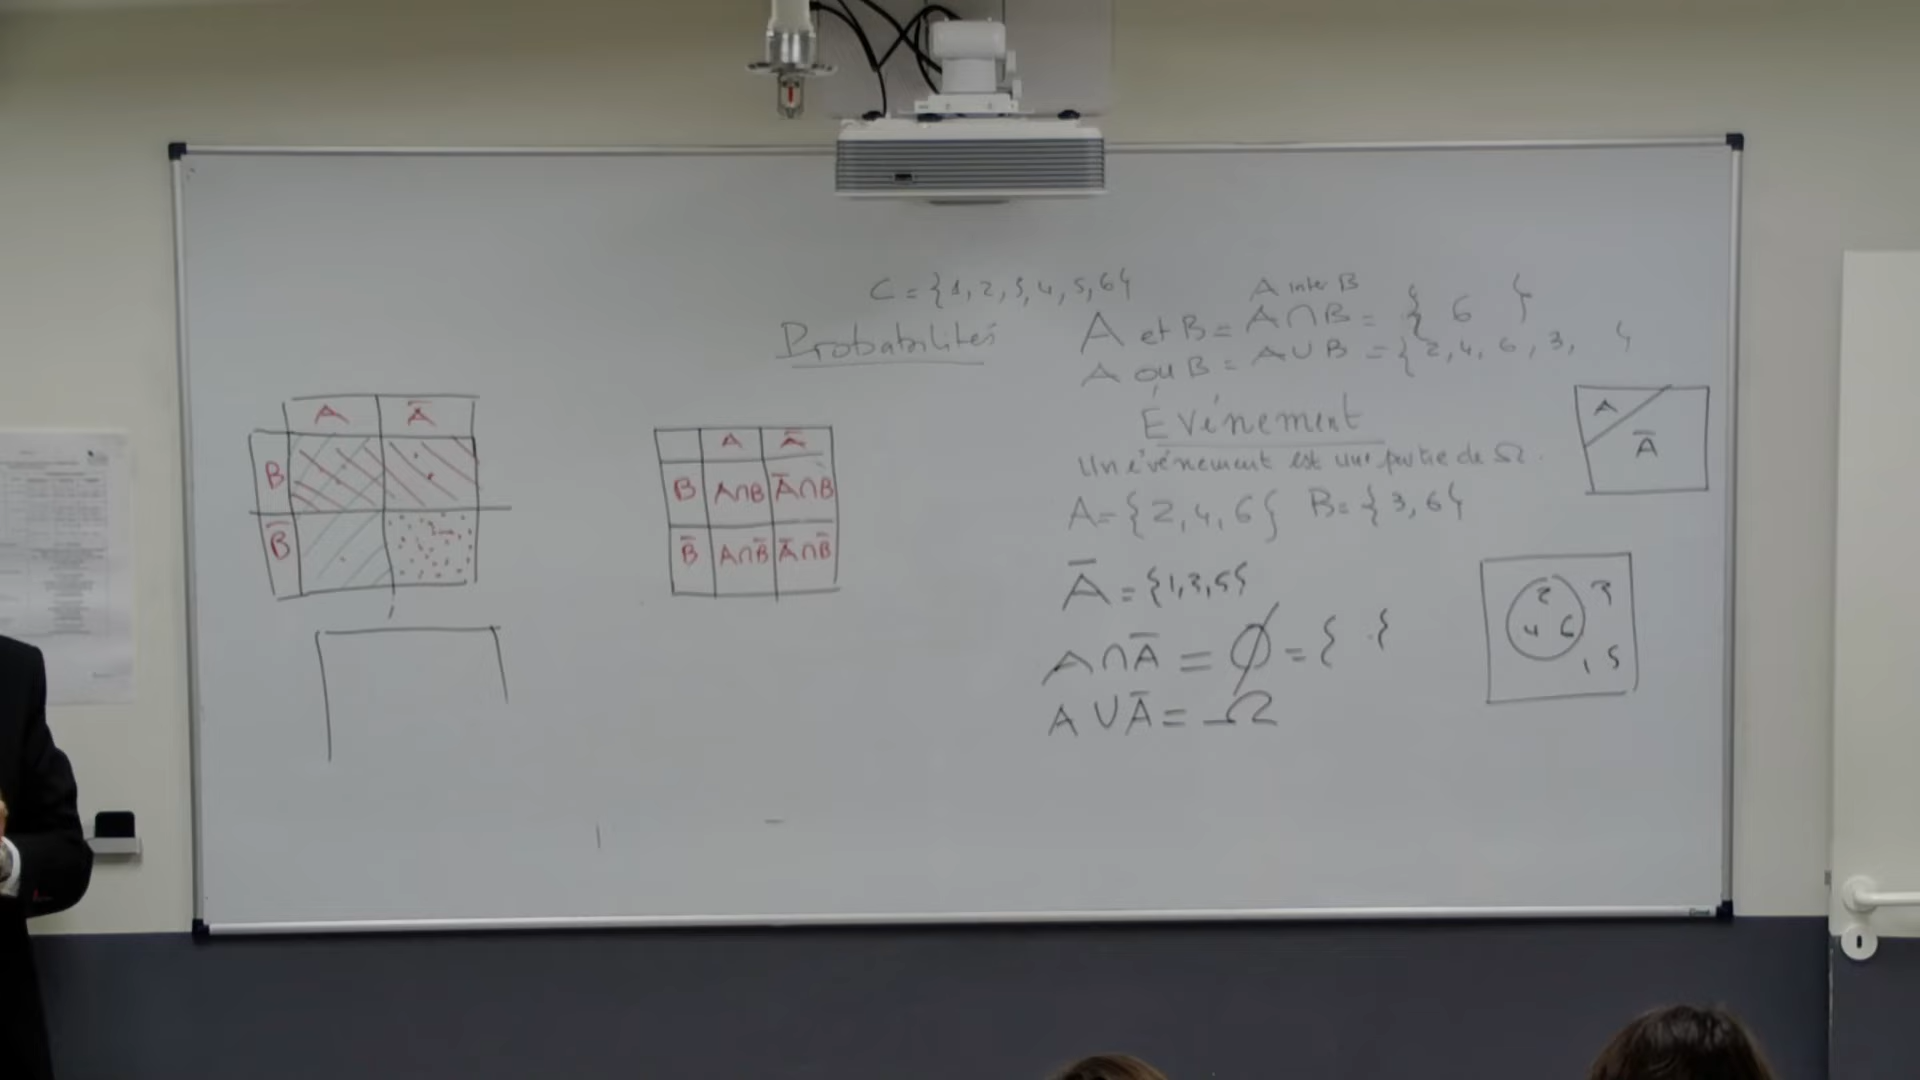 C = {1, 2, 3, 4, 5, 6}
Probabilités
A inter B
A et B = A ∩ B = { 6 }
A ou B = A ∪ B = {2, 4, 6, 3, }
Evénement
Un événement est une partie de Ω.
A = {2, 4, 6} B = {3, 6}
Ā = {1, 3, 5}
A ∩ Ā = Ø = { . }
A ∪ Ā = Ω
A Ā
B
B̄
A Ā
B A∩B Ā∩B
B̄ A∩B̄ Ā∩B̄
A
Ā
2 3
4 6
1 5